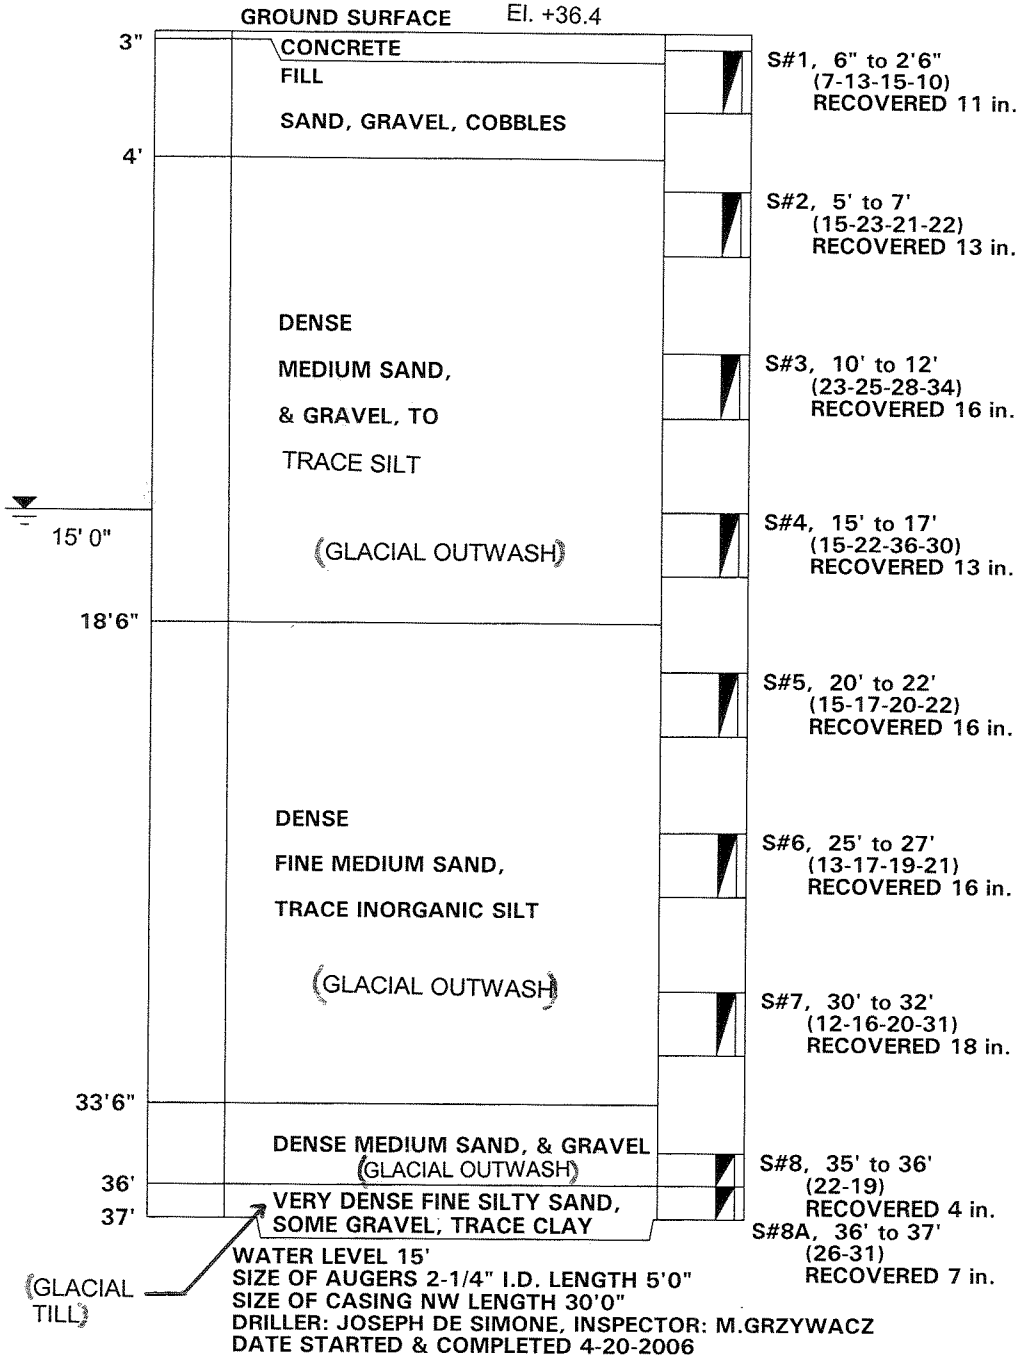 GROUND SURFACE El. +36.4
3"
CONCRETE
FILL
SAND, GRAVEL, COBBLES
S#1, 6" to 2'6"
(7-13-15-10)
RECOVERED 11 in.
4'
S#2, 5' to 7'
(15-23-21-22)
RECOVERED 13 in.
DENSE
MEDIUM SAND,
& GRAVEL, TO
TRACE SILT
S#3, 10' to 12'
(23-25-28-34)
RECOVERED 16 in.
15' 0"
(GLACIAL OUTWASH)
S#4, 15' to 17'
(15-22-36-30)
RECOVERED 13 in.
18'6"
S#5, 20' to 22'
(15-17-20-22)
RECOVERED 16 in.
DENSE
FINE MEDIUM SAND,
TRACE INORGANIC SILT
S#6, 25' to 27'
(13-17-19-21)
RECOVERED 16 in.
(GLACIAL OUTWASH)
S#7, 30' to 32'
(12-16-20-31)
RECOVERED 18 in.
33'6"
DENSE MEDIUM SAND, & GRAVEL
(GLACIAL OUTWASH)
S#8, 35' to 36'
(22-19)
RECOVERED 4 in.
36'
VERY DENSE FINE SILTY SAND,
SOME GRAVEL, TRACE CLAY
37'
S#8A, 36' to 37'
(26-31)
RECOVERED 7 in.
(GLACIAL
TILL)
WATER LEVEL 15'
SIZE OF AUGERS 2-1/4" I.D. LENGTH 5'0"
SIZE OF CASING NW LENGTH 30'0"
DRILLER: JOSEPH DE SIMONE, INSPECTOR: M.GRZYWACZ
DATE STARTED & COMPLETED 4-20-2006